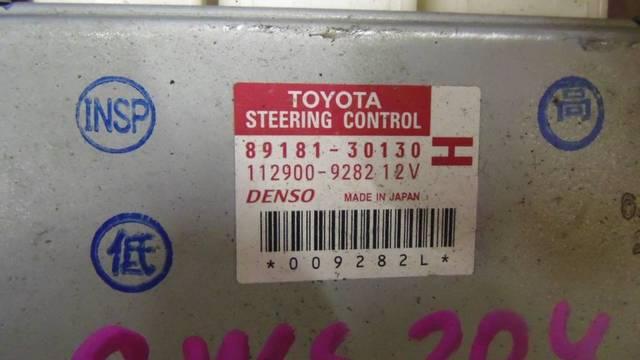 INSP
高
低
TOYOTA
STEERING CONTROL
89181-30130 H
112900-9282 12V
DENSO MADE IN JAPAN
*009282L*